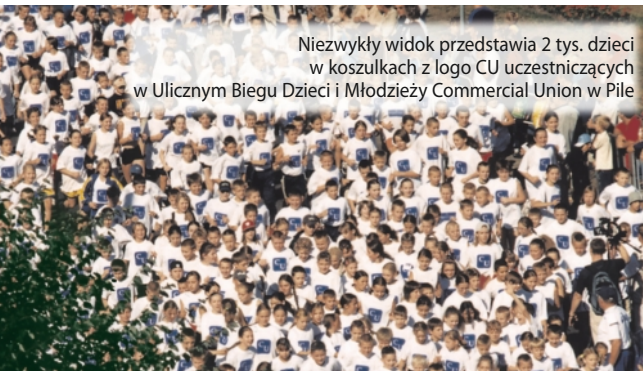 Niezwykły widok przedstawia 2 tys. dzieci
w koszulkach z logo CU uczestniczących
w Ulicznym Biegu Dzieci i Młodzieży Commercial Union w Pile